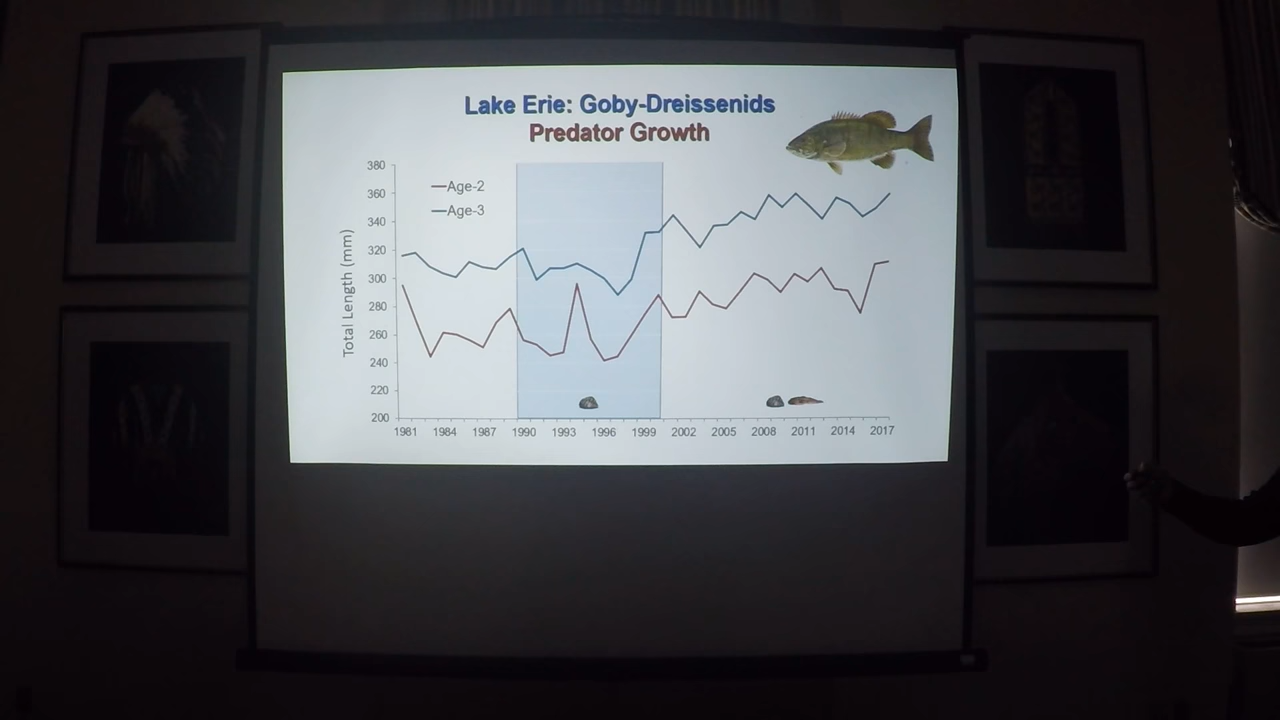 Lake Erie: Goby-Dreissenids
Predator Growth
Total Length (mm)
380
360
340
320
300
280
260
240
220
200
Age-2
Age-3
1981 1984 1987 1990 1993 1996 1999 2002 2005 2008 2011 2014 2017